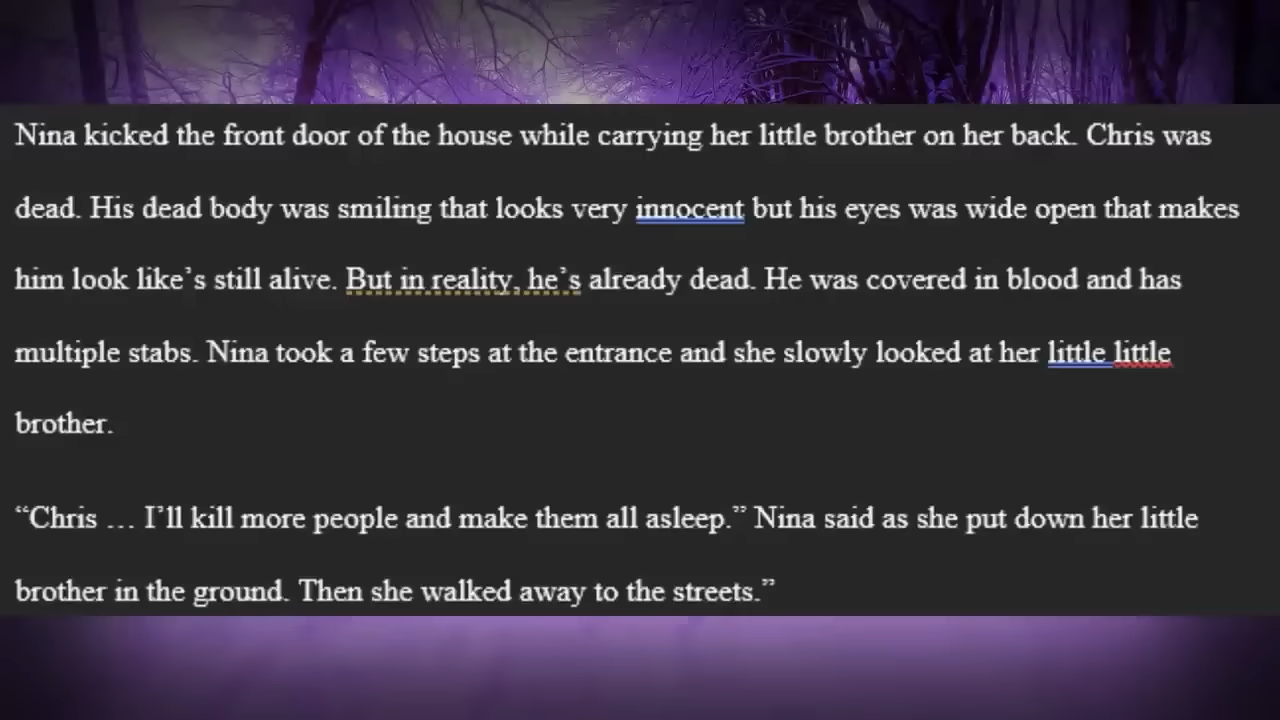 Nina kicked the front door of the house while carrying her little brother on her back. Chris was
dead. His dead body was smiling that looks very innocent but his eyes was wide open that makes
him look like’s still alive. But in reality, he’s already dead. He was covered in blood and has
multiple stabs. Nina took a few steps at the entrance and she slowly looked at her little little
brother.
“Chris … I’ll kill more people and make them all asleep.” Nina said as she put down her little
brother in the ground. Then she walked away to the streets.”